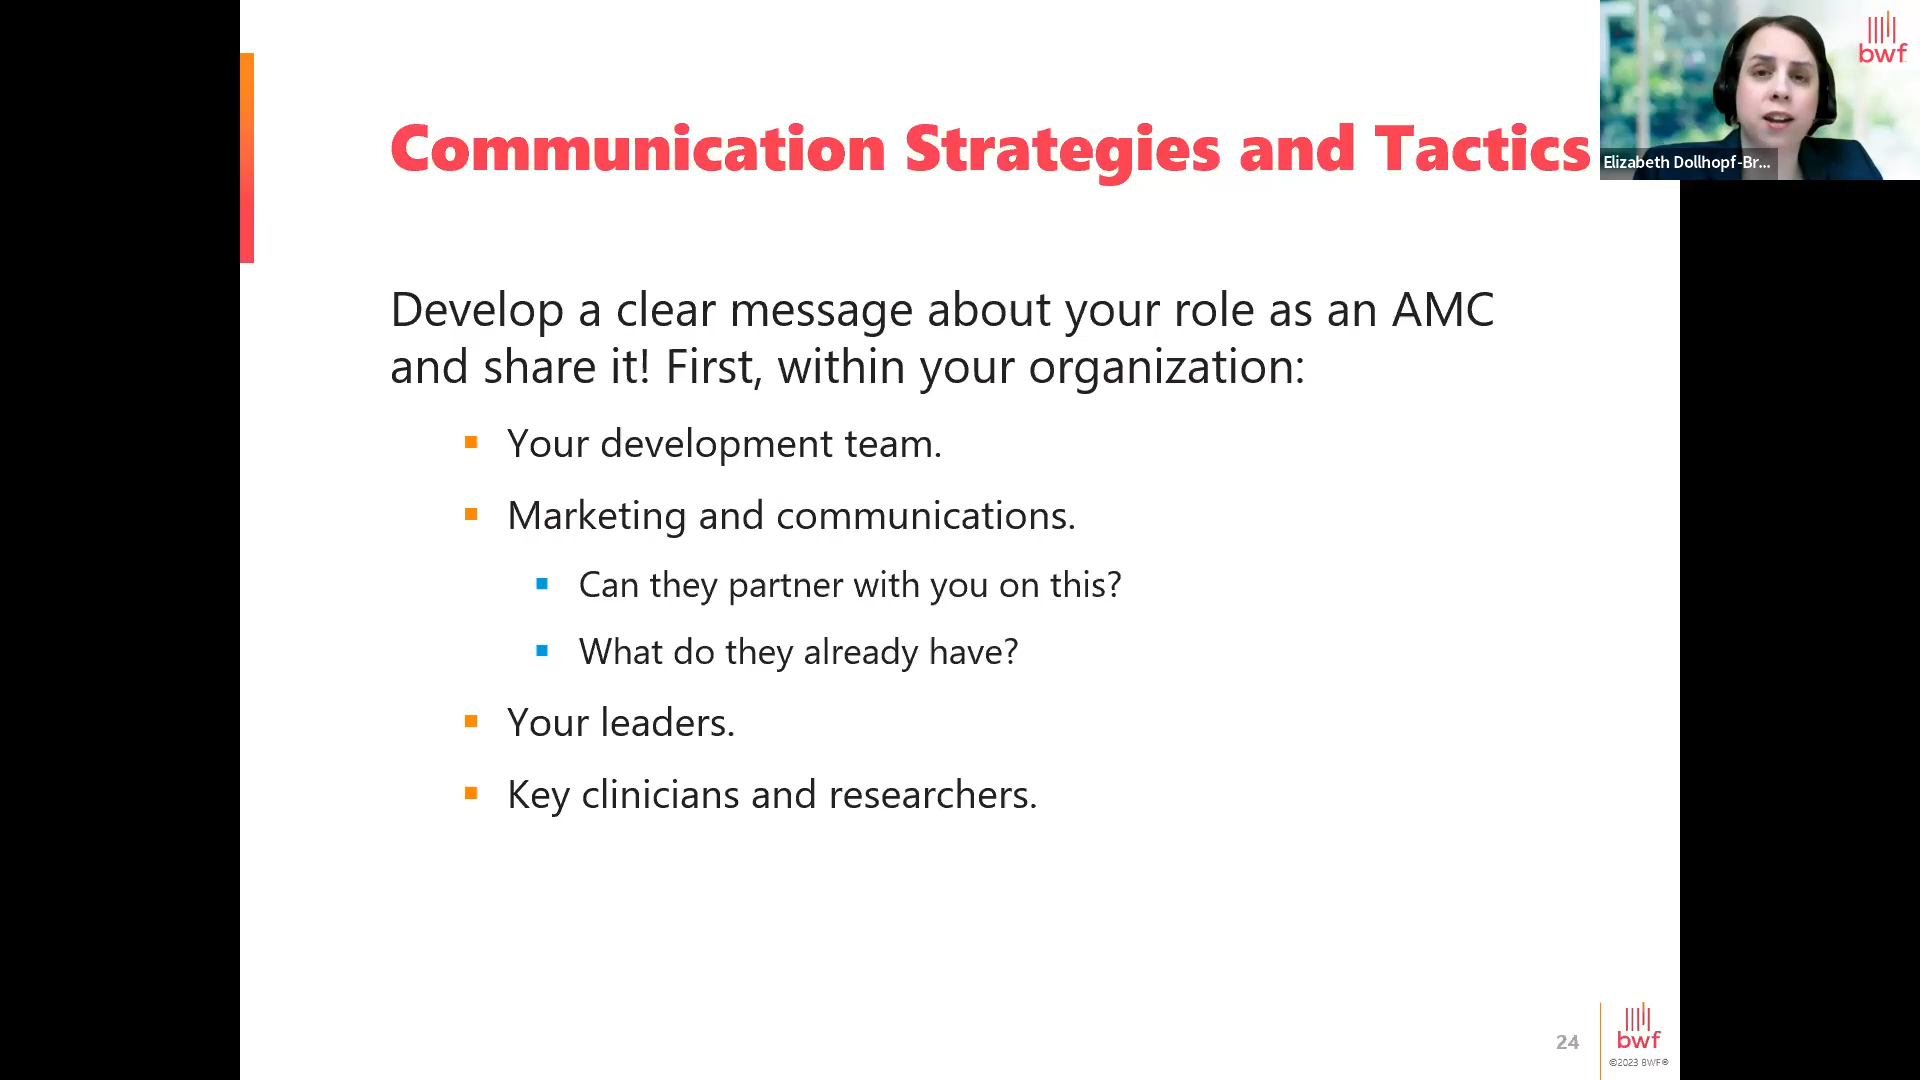 bwf
Elizabeth Dollhopf-Br...
Communication Strategies and Tactics
Develop a clear message about your role as an AMC
and share it! First, within your organization:
Your development team.
Marketing and communications.
Can they partner with you on this?
What do they already have?
Your leaders.
Key clinicians and researchers.
24
bwf
©2023 BWF®